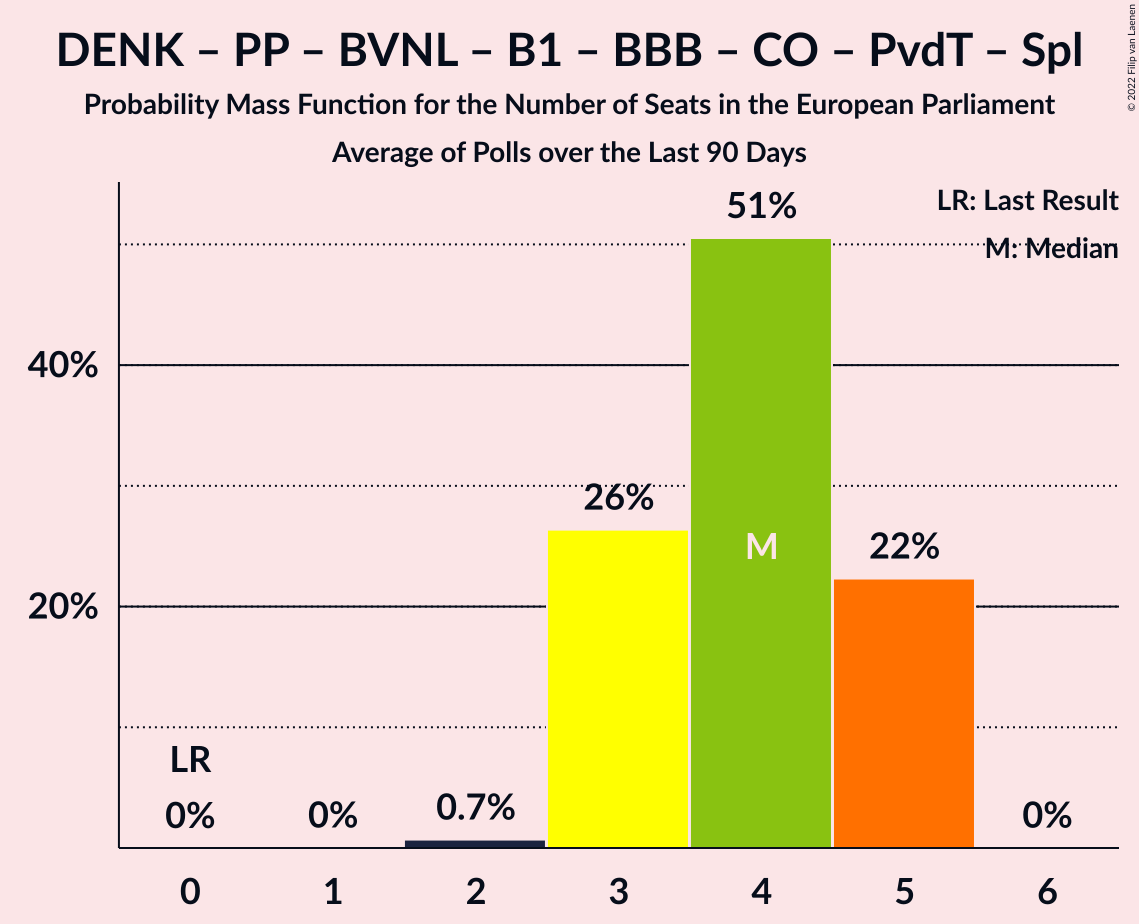 DENK – PP – BVNL – B1 – BBB – CO – PvdT – Spl
Probability Mass Function for the Number of Seats in the European Parliament
Average of Polls over the Last 90 Days
© 2022 Filip van Laenen
LR: Last Result
M: Median
51%
40%
26%
M
22%
20%
LR
0%
0%
0.7%
0%
0 1 2 3 4 5 6